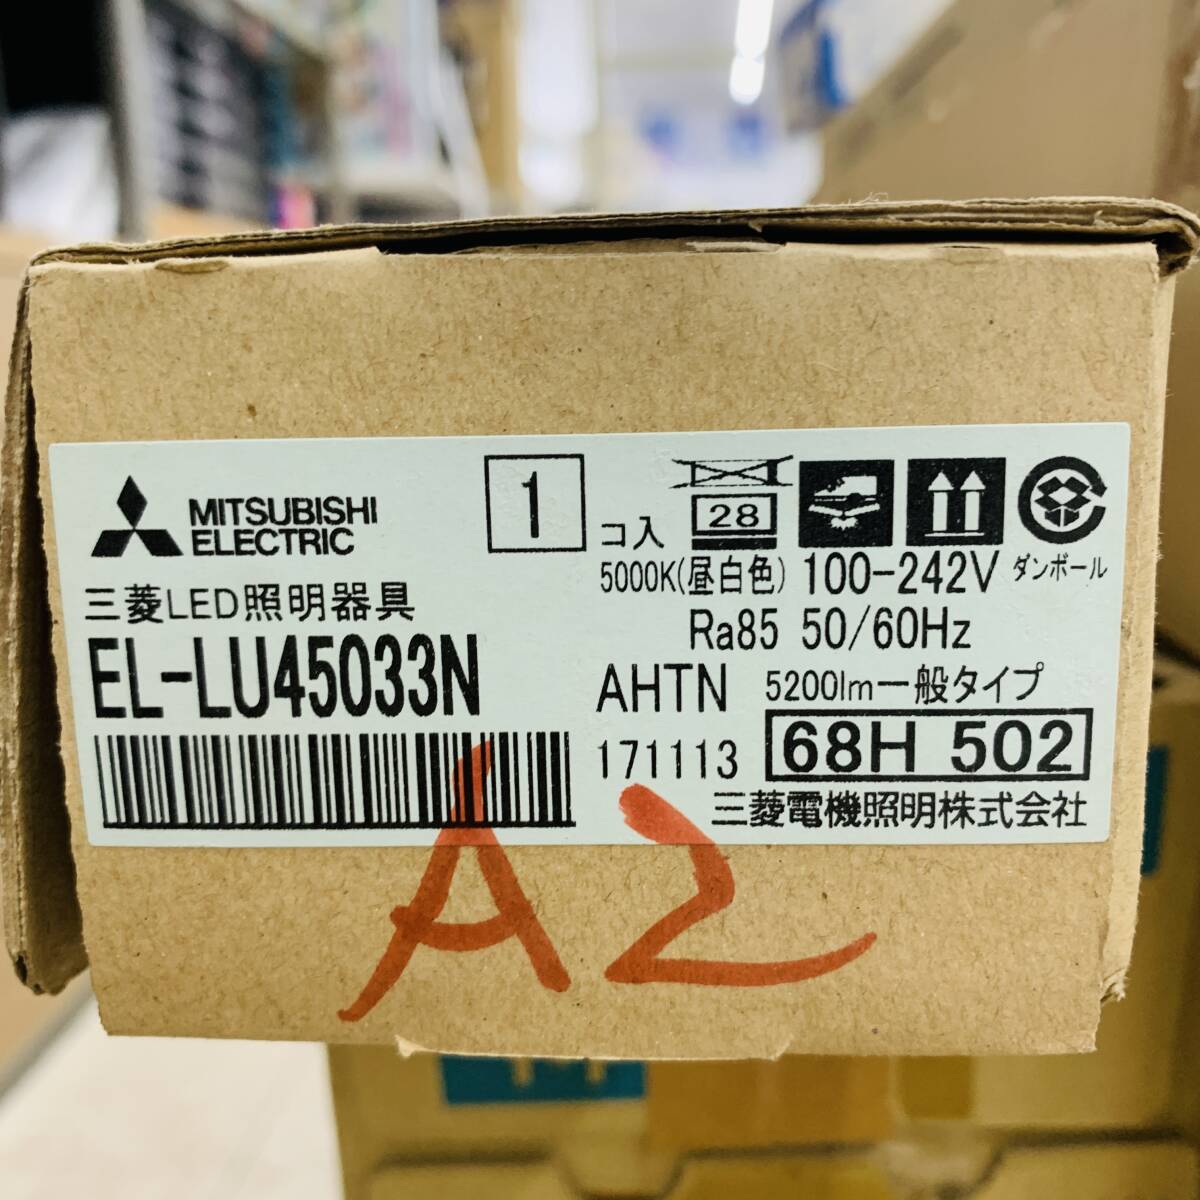 MITSUBISHI
ELECTRIC
1
コ入
28
三菱LED照明器具
EL-LU45033N
5000K(昼白色) 100-242V
ダンボール
Ra85 50/60Hz
AHTN 5200lm一般タイプ
171113 68H 502
三菱電機照明株式会社
A2